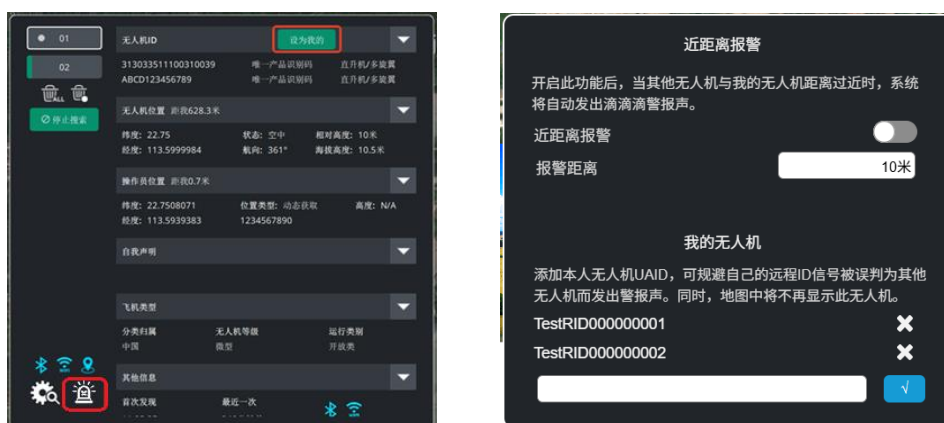 01
02
ALL
停止搜索
无人机ID 设为我的
313033511100310039 唯一产品识别码 直升机/多旋翼
ABCD123456789 唯一产品识别码 直升机/多旋翼
无人机位置 距我628.3米
纬度: 22.75 状态: 空中 相对高度: 10米
经度: 113.5999984 航向: 361° 海拔高度: 10.5米
操作员位置 距我0.7米
纬度: 22.7508071 位置类型: 动态获取 高度: N/A
经度: 113.5939383 1234567890
自我声明
飞机类型
分类归属 无人机等级 运行类别
中国 微型 开放类
其他信息
首次发现 最近一次
近距离报警
开启此功能后，当其他无人机与我的无人机距离过近时，系统
将自动发出滴滴滴警报声。
近距离报警
报警距离 10米
我的无人机
添加本人无人机UAID，可规避自己的远程ID信号被误判为其他
无人机而发出警报声。同时，地图中将不再显示此无人机。
TestRID000000001
TestRID000000002
√